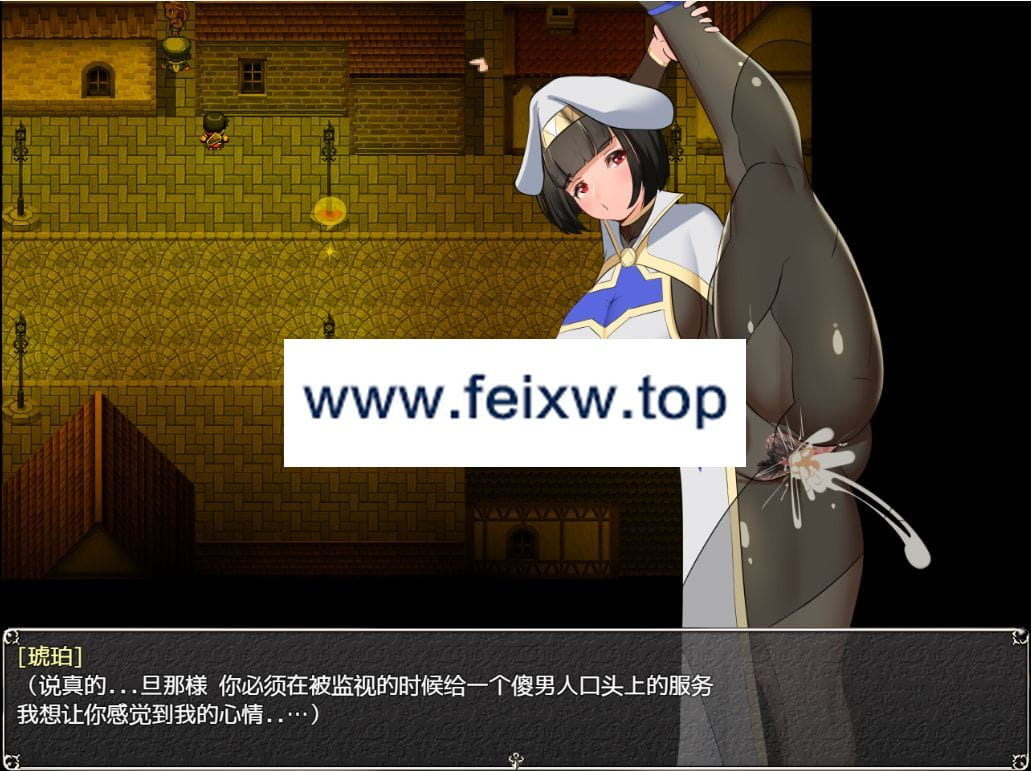 www.feixw.top
[琥珀]
（说真的...旦那様 你必须在被监视的时候给一个傻男人口头上的服务
我想让你感觉到我的心情..…）